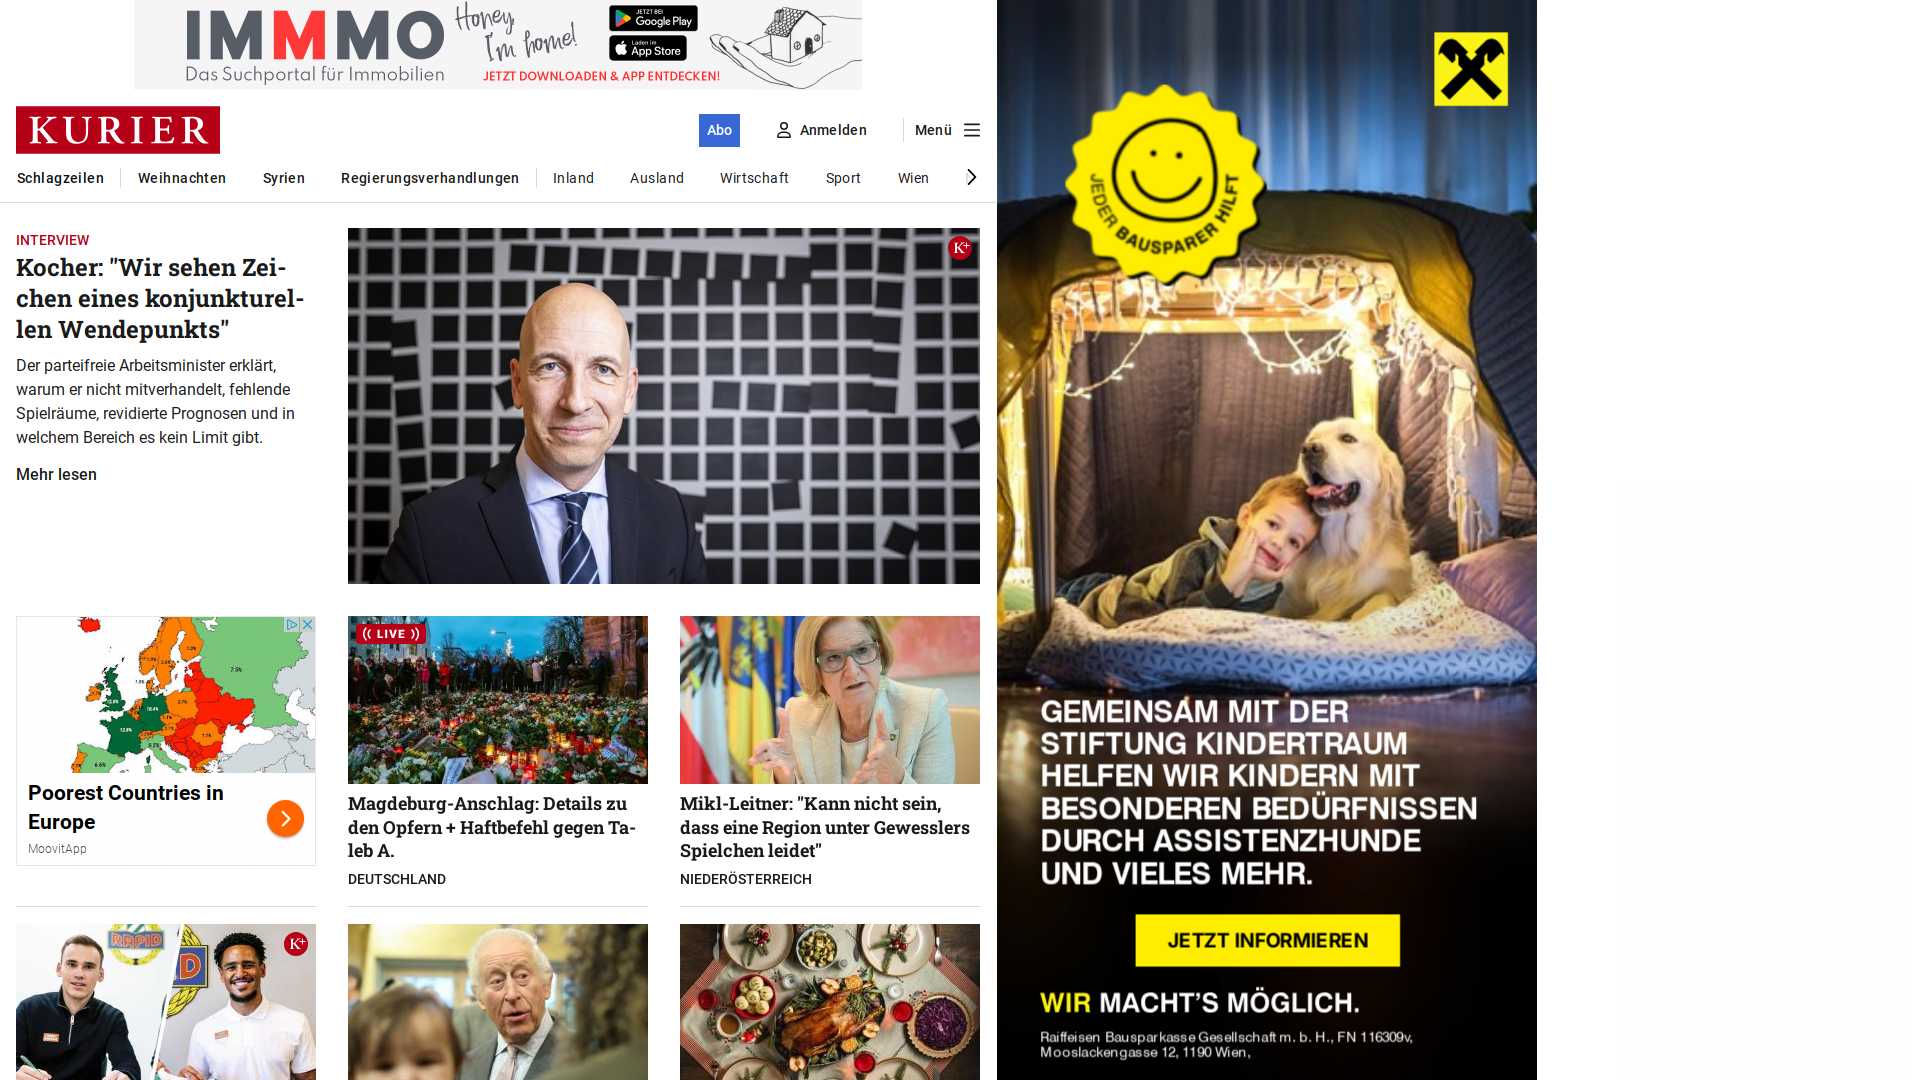 IMMMO
Honey, I'm home!
JETZT BEI
Google Play
Laden im
App Store
Das Suchportal für Immobilien
JETZT DOWNLOADEN & APP ENTDECKEN!
KURIER
Abo
Anmelden
Menü
Schlagzeilen
Weihnachten
Syrien
Regierungsverhandlungen
Inland
Ausland
Wirtschaft
Sport
Wien
INTERVIEW
Kocher: "Wir sehen Zei-
chen eines konjunkturel-
len Wendepunkts"
Der parteifreie Arbeitsminister erklärt,
warum er nicht mitverhandelt, fehlende
Spielräume, revidierte Prognosen und in
welchem Bereich es kein Limit gibt.
Mehr lesen
K+
Poorest Countries in
Europe
MoovitApp
LIVE
Magdeburg-Anschlag: Details zu
den Opfern + Haftbefehl gegen Ta-
leb A.
DEUTSCHLAND
Mikl-Leitner: "Kann nicht sein,
dass eine Region unter Gewesslers
Spielchen leidet"
NIEDERÖSTERREICH
RAPID
K+
JEDER BAUSPARER HILFT
GEMEINSAM MIT DER
STIFTUNG KINDERTRAUM
HELFEN WIR KINDERN MIT
BESONDEREN BEDÜRFNISSEN
DURCH ASSISTENZHUNDE
UND VIELES MEHR.
JETZT INFORMIEREN
WIR MACHT'S MÖGLICH.
Raiffeisen Bausparkasse Gesellschaft m. b. H., FN 116309v,
Mooslackengasse 12, 1190 Wien,